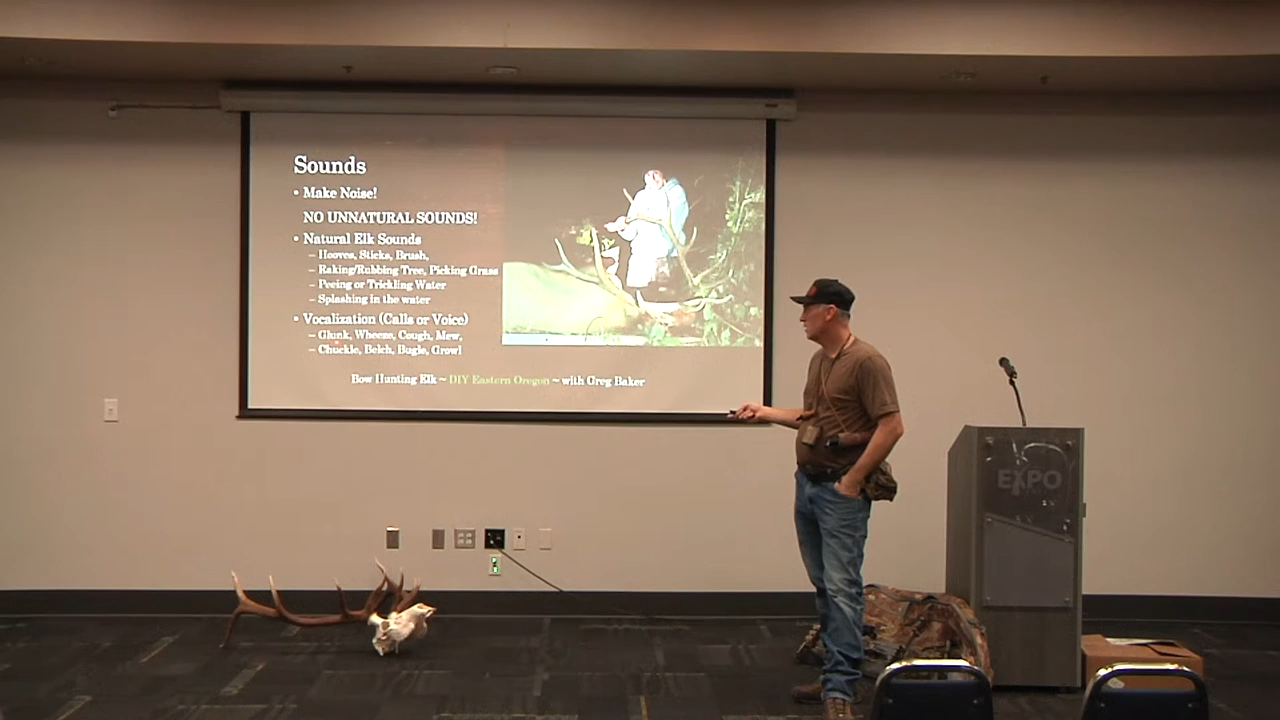 Sounds
• Make Noise!
NO UNNATURAL SOUNDS!
• Natural Elk Sounds
– Hooves, Sticks, Brush,
– Raking/Rubbing Tree, Picking Grass
– Peeing or Trickling Water
– Splashing in the water
• Vocalization (Calls or Voice)
– Glunk, Wheeze, Cough, Mew,
– Chuckle, Belch, Bugle, Growl
Bow Hunting Elk ~ DIY Eastern Oregon ~ with Greg Baker
EXPO